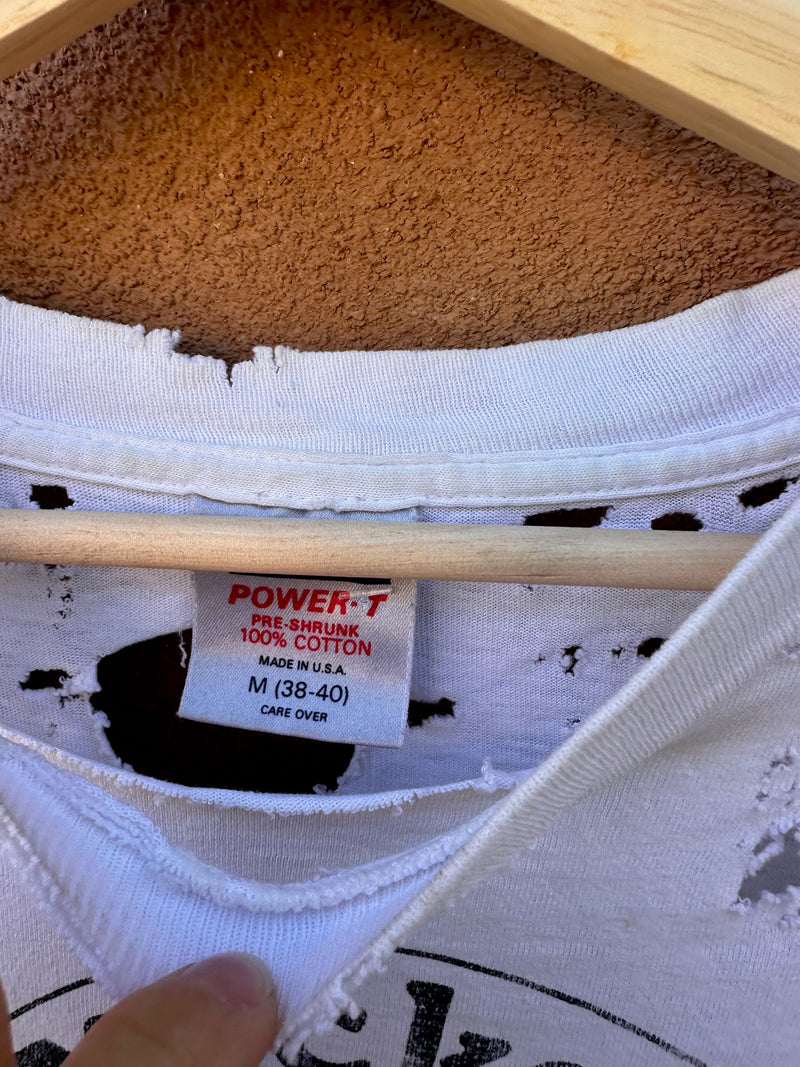 POWER-T
PRE-SHRUNK
100% COTTON
MADE IN U.S.A.
M (38-40)
CARE OVER